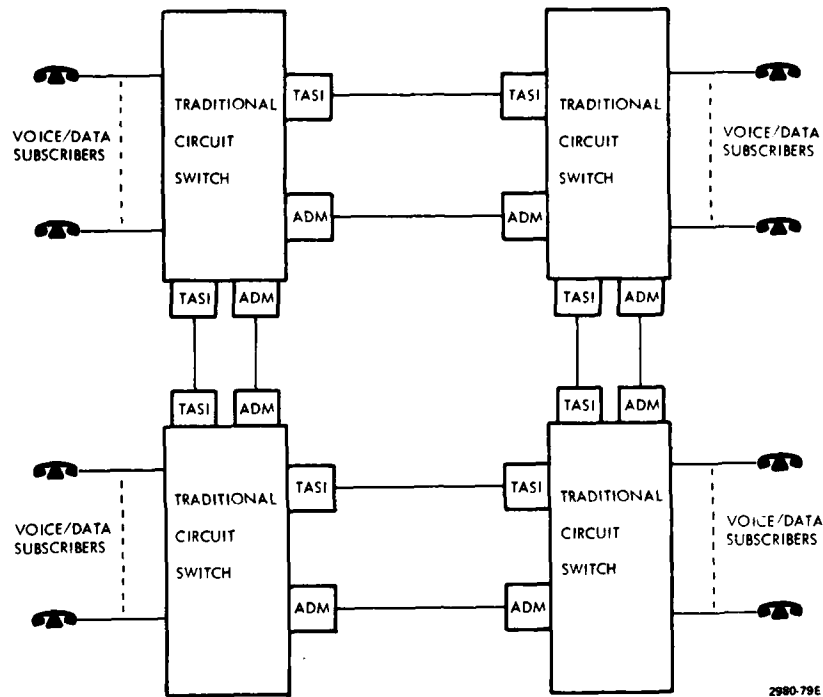 TRADITIONAL
CIRCUIT
SWITCH
VOICE/DATA
SUBSCRIBERS
TASI
TASI
ADM
ADM
TRADITIONAL
CIRCUIT
SWITCH
VOICE/DATA
SUBSCRIBERS
TASI
ADM
TASI
ADM
TASI
ADM
TASI
ADM
TRADITIONAL
CIRCUIT
SWITCH
VOICE/DATA
SUBSCRIBERS
TASI
TASI
ADM
ADM
TRADITIONAL
CIRCUIT
SWITCH
VOICE/DATA
SUBSCRIBERS
2980-79E